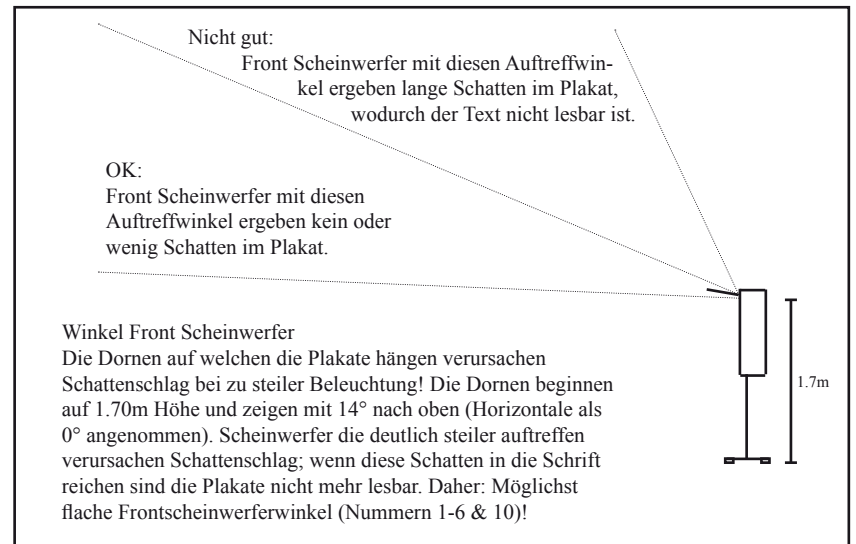 Nicht gut:
Front Scheinwerfer mit diesen Auftreffwin-
kel ergeben lange Schatten im Plakat,
wodurch der Text nicht lesbar ist.
OK:
Front Scheinwerfer mit diesen
Auftreffwinkel ergeben kein oder
wenig Schatten im Plakat.
Winkel Front Scheinwerfer
Die Dornen auf welchen die Plakate hängen verursachen
Schattenschlag bei zu steiler Beleuchtung! Die Dornen beginnen
auf 1.70m Höhe und zeigen mit 14° nach oben (Horizontale als
0° angenommen). Scheinwerfer die deutlich steiler auftreffen
verursachen Schattenschlag; wenn diese Schatten in die Schrift
reichen sind die Plakate nicht mehr lesbar. Daher: Möglichst
flache Frontscheinwerferwinkel (Nummern 1-6 & 10)!
1.7m